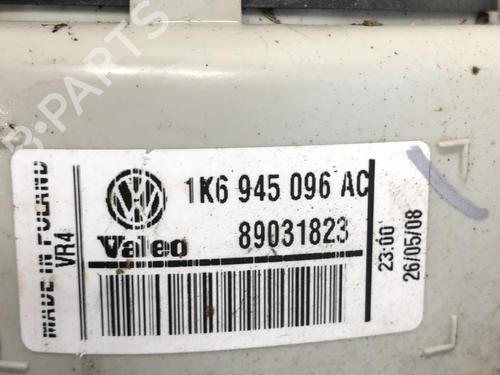 B-PARTS
MADE IN POLAND
VR4
1K6 945 096 AC
Valeo
89031823
23:00
26/05/08